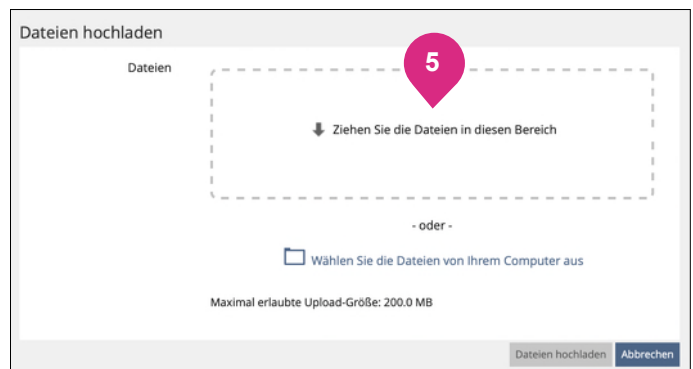 Dateien hochladen
Dateien
5
Ziehen Sie die Dateien in diesen Bereich
- oder -
Wählen Sie die Dateien von Ihrem Computer aus
Maximal erlaubte Upload-Größe: 200.0 MB
Dateien hochladen Abbrechen